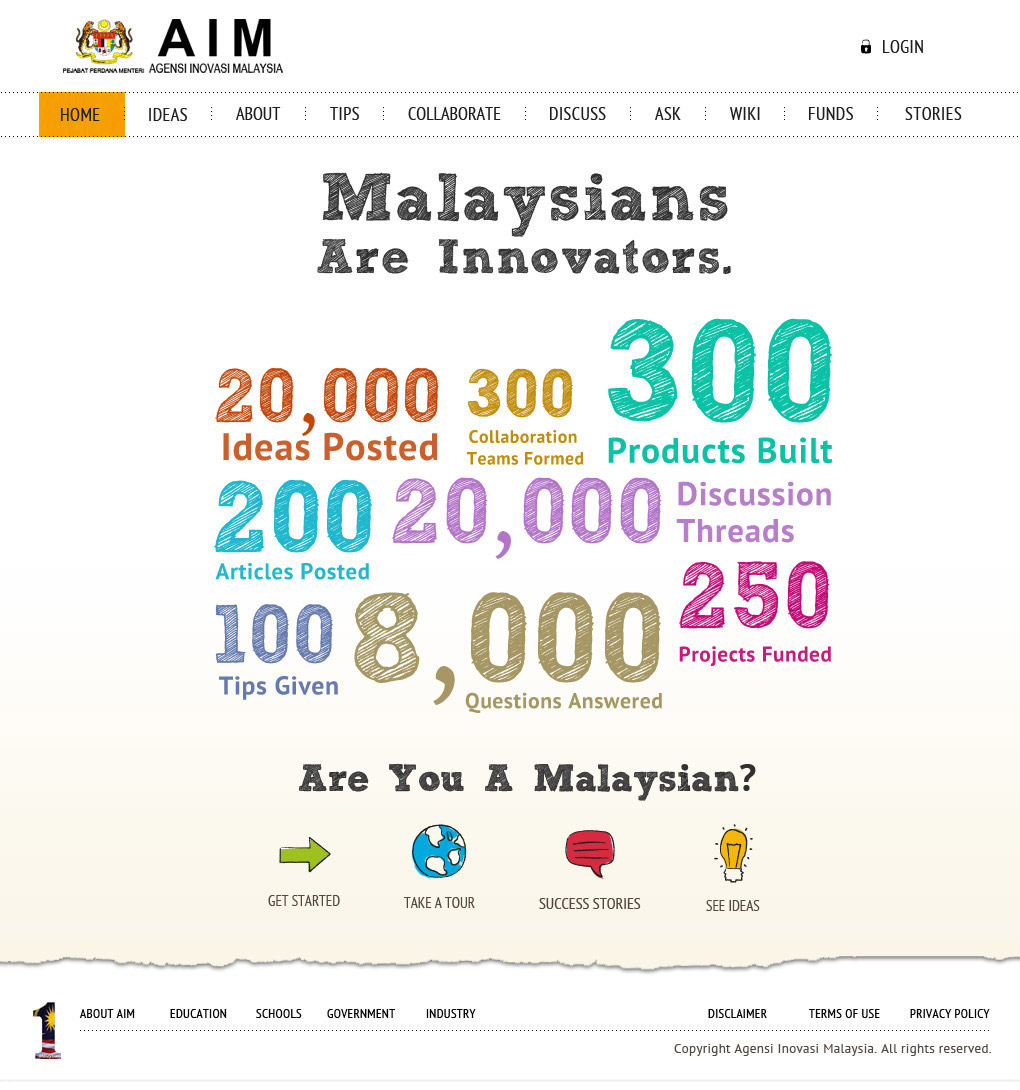 PEJABAT PERDANA MENTERI
AIM
AGENSI INOVASI MALAYSIA
LOGIN
HOME IDEAS ABOUT TIPS COLLABORATE DISCUSS ASK WIKI FUNDS STORIES
Malaysians
Are Innovators.
20,000
Ideas Posted
300
Collaboration
Teams Formed
300
Products Built
200
Articles Posted
20,000
Discussion
Threads
100
Tips Given
8,000
Questions Answered
250
Projects Funded
Are You A Malaysian?
GET STARTED
TAKE A TOUR
SUCCESS STORIES
SEE IDEAS
1
ABOUT AIM EDUCATION SCHOOLS GOVERNMENT INDUSTRY DISCLAIMER TERMS OF USE PRIVACY POLICY
Copyright Agensi Inovasi Malaysia. All rights reserved.